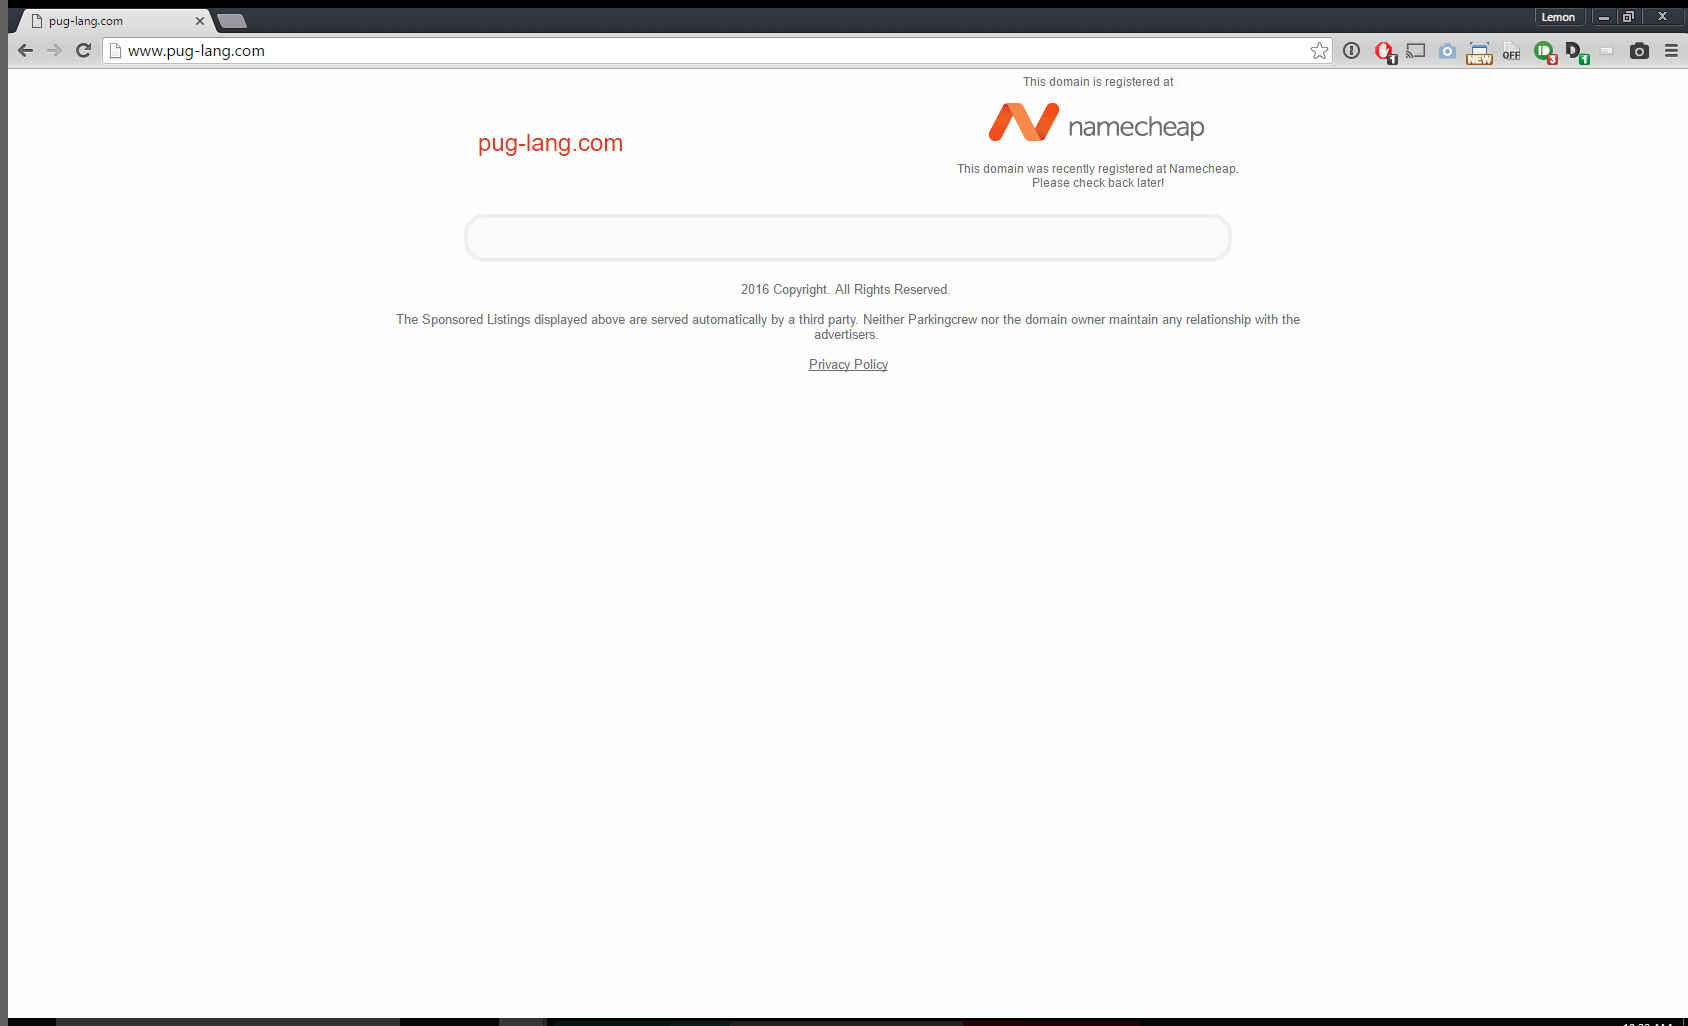 pug-lang.com
Lemon
www.pug-lang.com
1
NEW
OFF
3
D
1
This domain is registered at
namecheap
pug-lang.com
This domain was recently registered at Namecheap.
Please check back later!
2016 Copyright. All Rights Reserved.
The Sponsored Listings displayed above are served automatically by a third party. Neither Parkingcrew nor the domain owner maintain any relationship with the
advertisers.
Privacy Policy